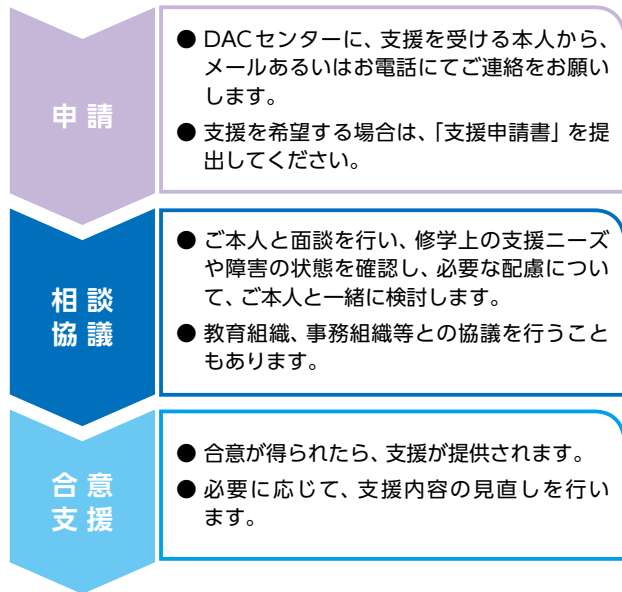 申請
● DACセンターに、支援を受ける本人から、
メールあるいはお電話にてご連絡をお願い
します。
● 支援を希望する場合は、「支援申請書」を提
出してください。
相談
協議
● ご本人と面談を行い、修学上の支援ニーズ
や障害の状態を確認し、必要な配慮につい
て、ご本人と一緒に検討します。
● 教育組織、事務組織等との協議を行うこと
もあります。
合意
支援
● 合意が得られたら、支援が提供されます。
● 必要に応じて、支援内容の見直しを行い
ます。